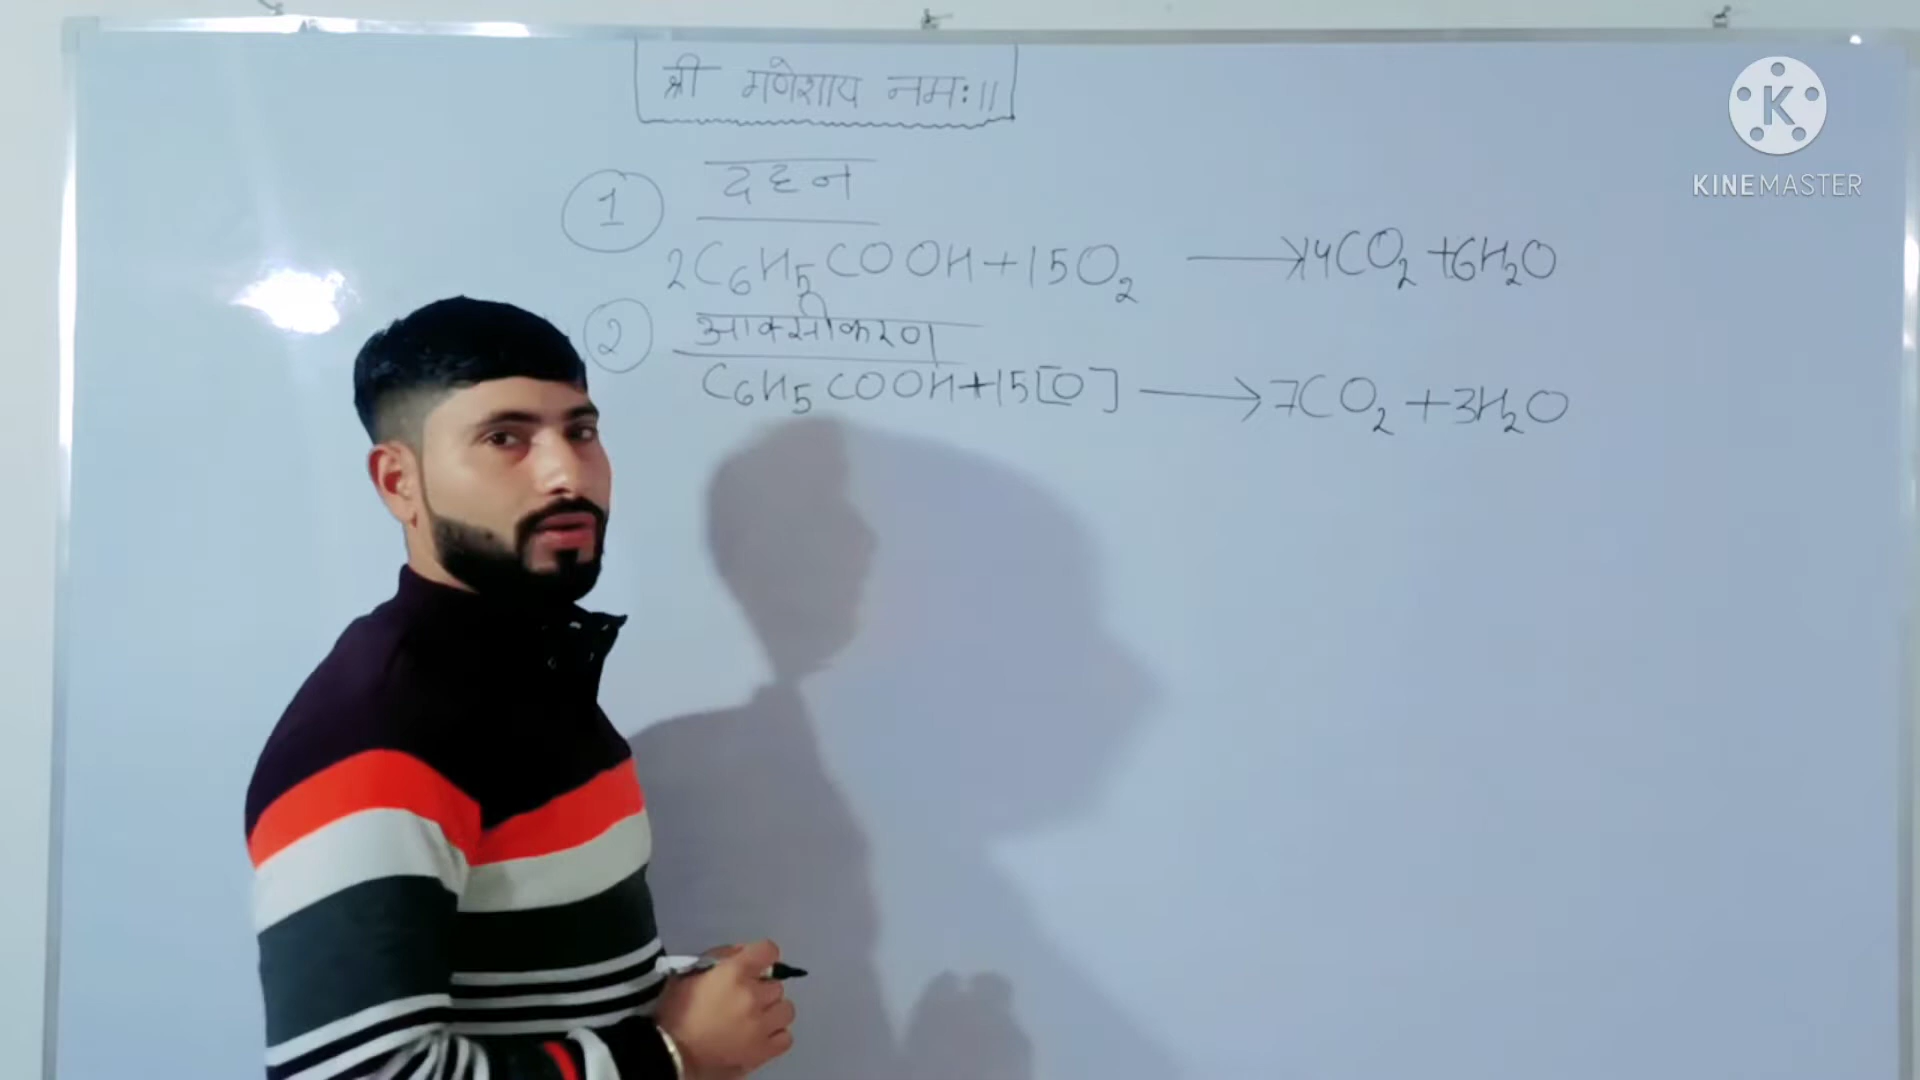 श्री गणेशाय नमः॥
1 दहन
2C₆H₅COOH+15O₂ → 14CO₂+6H₂O
2 आक्सीकरण
C₆H₅COOH+15[O] → 7CO₂+3H₂O
K
KINEMASTER